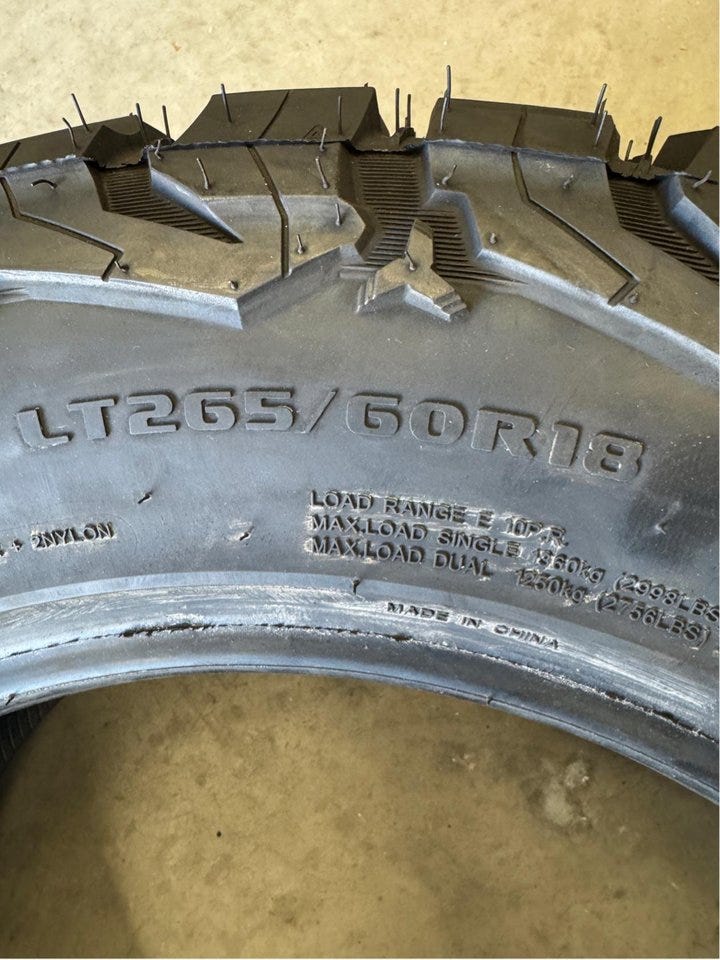 LT265/60R18
+ 2NYLON
LOAD RANGE E 10P.R.
MAX.LOAD SINGLE 1360kg (2998LBS
MAX.LOAD DUAL 1250kg (2756LBS)
MADE IN CHINA